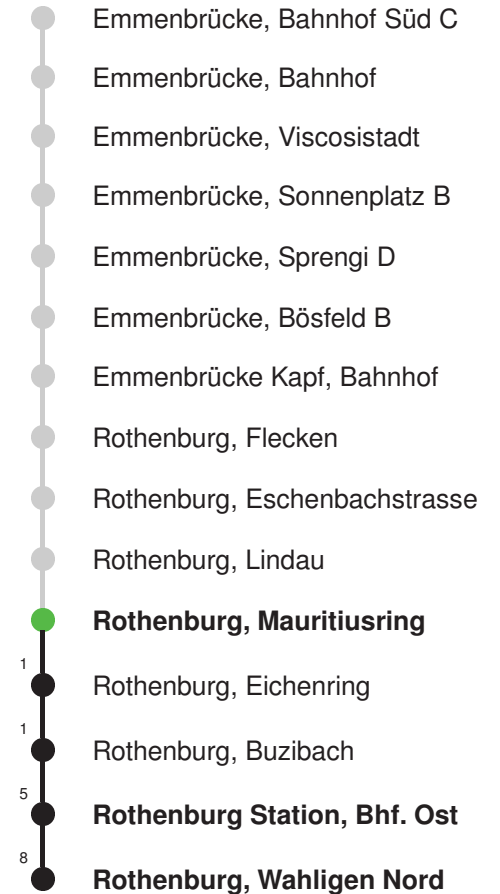 Emmenbrücke, Bahnhof Süd C
Emmenbrücke, Bahnhof
Emmenbrücke, Viscosistadt
Emmenbrücke, Sonnenplatz B
Emmenbrücke, Sprengi D
Emmenbrücke, Bösfeld B
Emmenbrücke Kapf, Bahnhof
Rothenburg, Flecken
Rothenburg, Eschenbachstrasse
Rothenburg, Lindau
Rothenburg, Mauritiusring
1 Rothenburg, Eichenring
1 Rothenburg, Buzibach
5 Rothenburg Station, Bhf. Ost
8 Rothenburg, Wahligen Nord